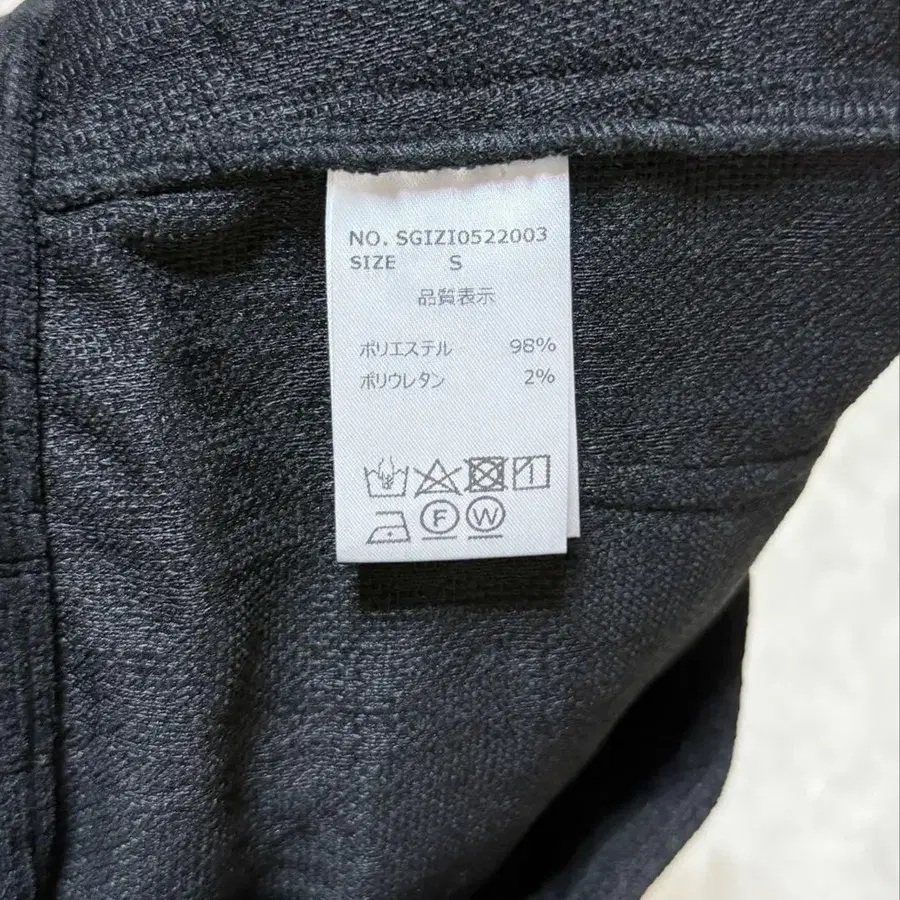 NO. SGIZI0522003
SIZE S
品質表示
ポリエステル 98%
ポリウレタン 2%
F W